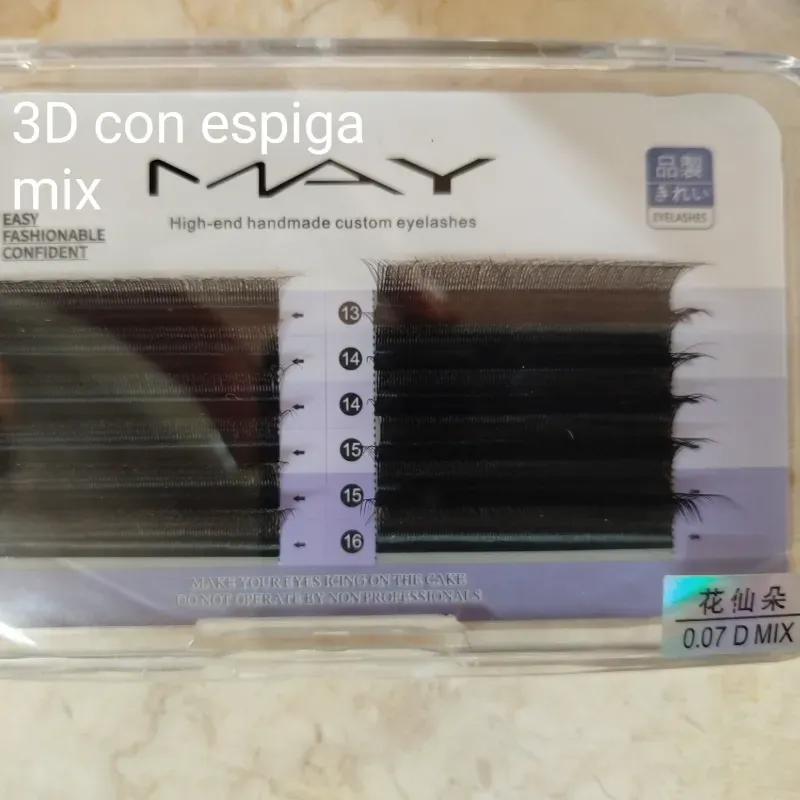 3D con espiga
mix
MAY
High-end handmade custom eyelashes
EASY
FASHIONABLE
CONFIDENT
品製
きれい
EYELASHES
13
14
14
15
15
16
MAKE YOUR EYES ICING ON THE CAKE
DO NOT OPERATE BY NON PROFESSIONALS
花仙朵
0.07 D MIX